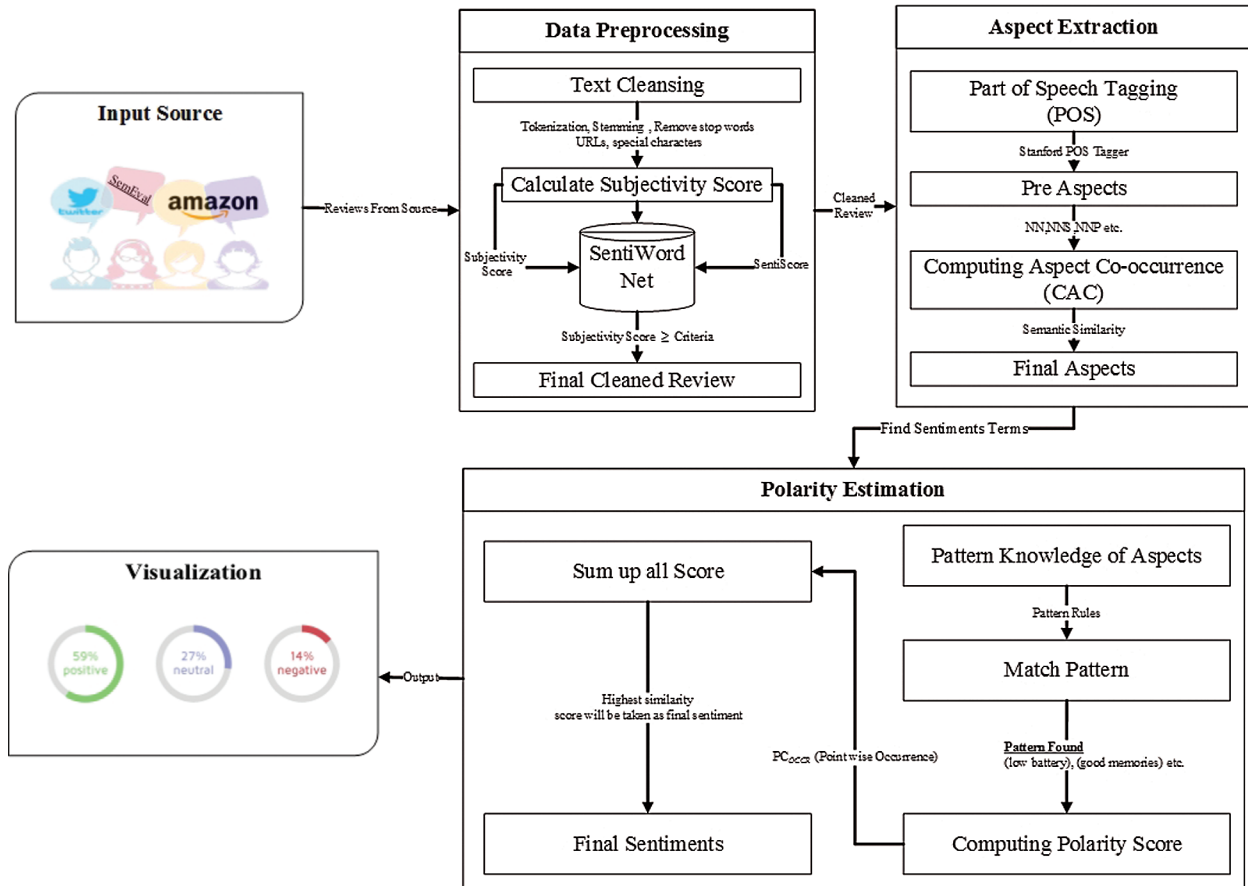 Input Source
twitter
SemEval
amazon
Reviews From Source
Data Preprocessing
Text Cleansing
Tokenization, Stemming , Remove stop words
URLs, special characters
Calculate Subjectivity Score
Subjectivity
Score
SentiWord
Net
SentiScore
Subjectivity Score ≥ Criteria
Final Cleaned Review
Cleaned
Review
Aspect Extraction
Part of Speech Tagging
(POS)
Stanford POS Tagger
Pre Aspects
NN,NNS,NNP etc.
Computing Aspect Co-occurrence
(CAC)
Semantic Similarity
Final Aspects
Find Sentiments Terms
Polarity Estimation
Pattern Knowledge of Aspects
Pattern Rules
Match Pattern
Pattern Found
(low battery), (good memories) etc.
Computing Polarity Score
PCOCCR (Point wise Occurrence)
Sum up all Score
Highest similarity
score will be taken as final sentiment
Final Sentiments
Output
Visualization
59%
positive
27%
neutral
14%
negative